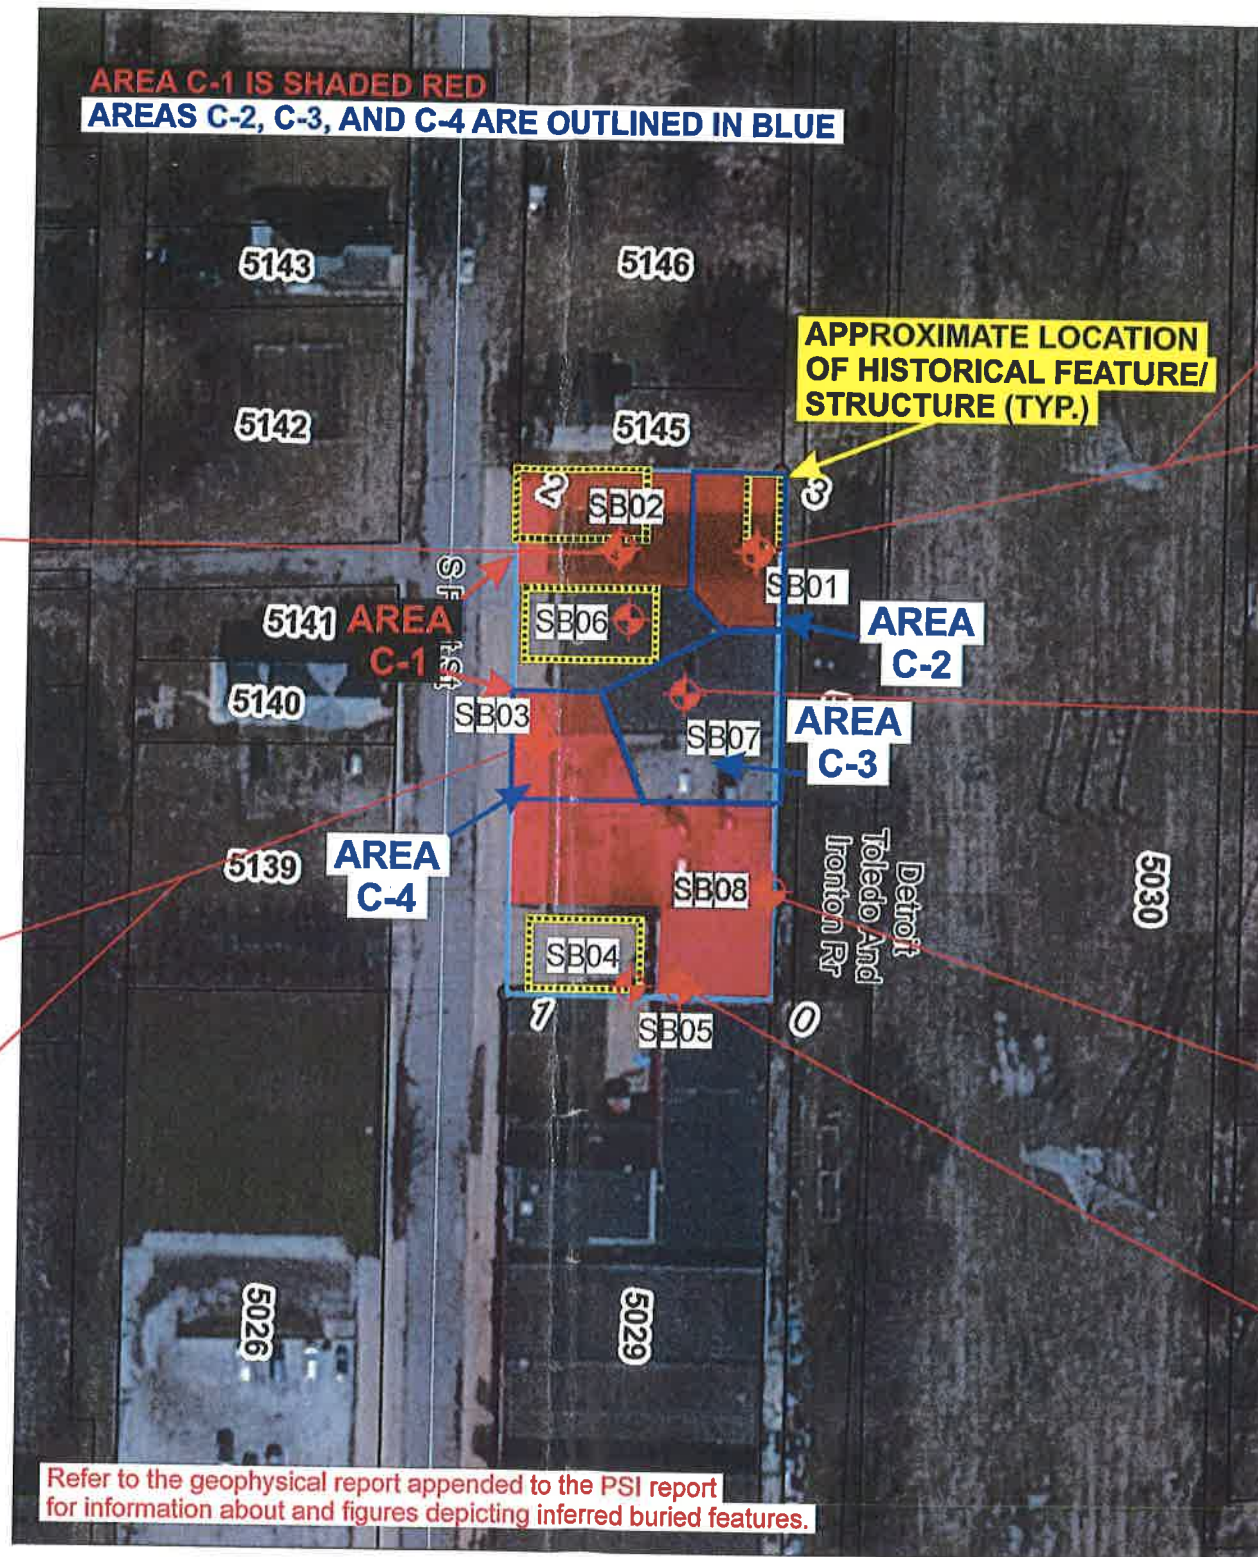 AREA C-1 IS SHADED RED
AREAS C-2, C-3, AND C-4 ARE OUTLINED IN BLUE
5143
5146
APPROXIMATE LOCATION
OF HISTORICAL FEATURE/
STRUCTURE (TYP.)
5142
5145
2
SB02
3
SB01
5141
AREA
C-1
SB06
AREA
C-2
5140
SB03
SB07
AREA
C-3
AREA
C-4
5139
SB08
Detroit
Toledo And
Ironton Rr
5030
SB04
1
SB05
0
5026
5029
Refer to the geophysical report appended to the PSI report
for information about and figures depicting inferred buried features.